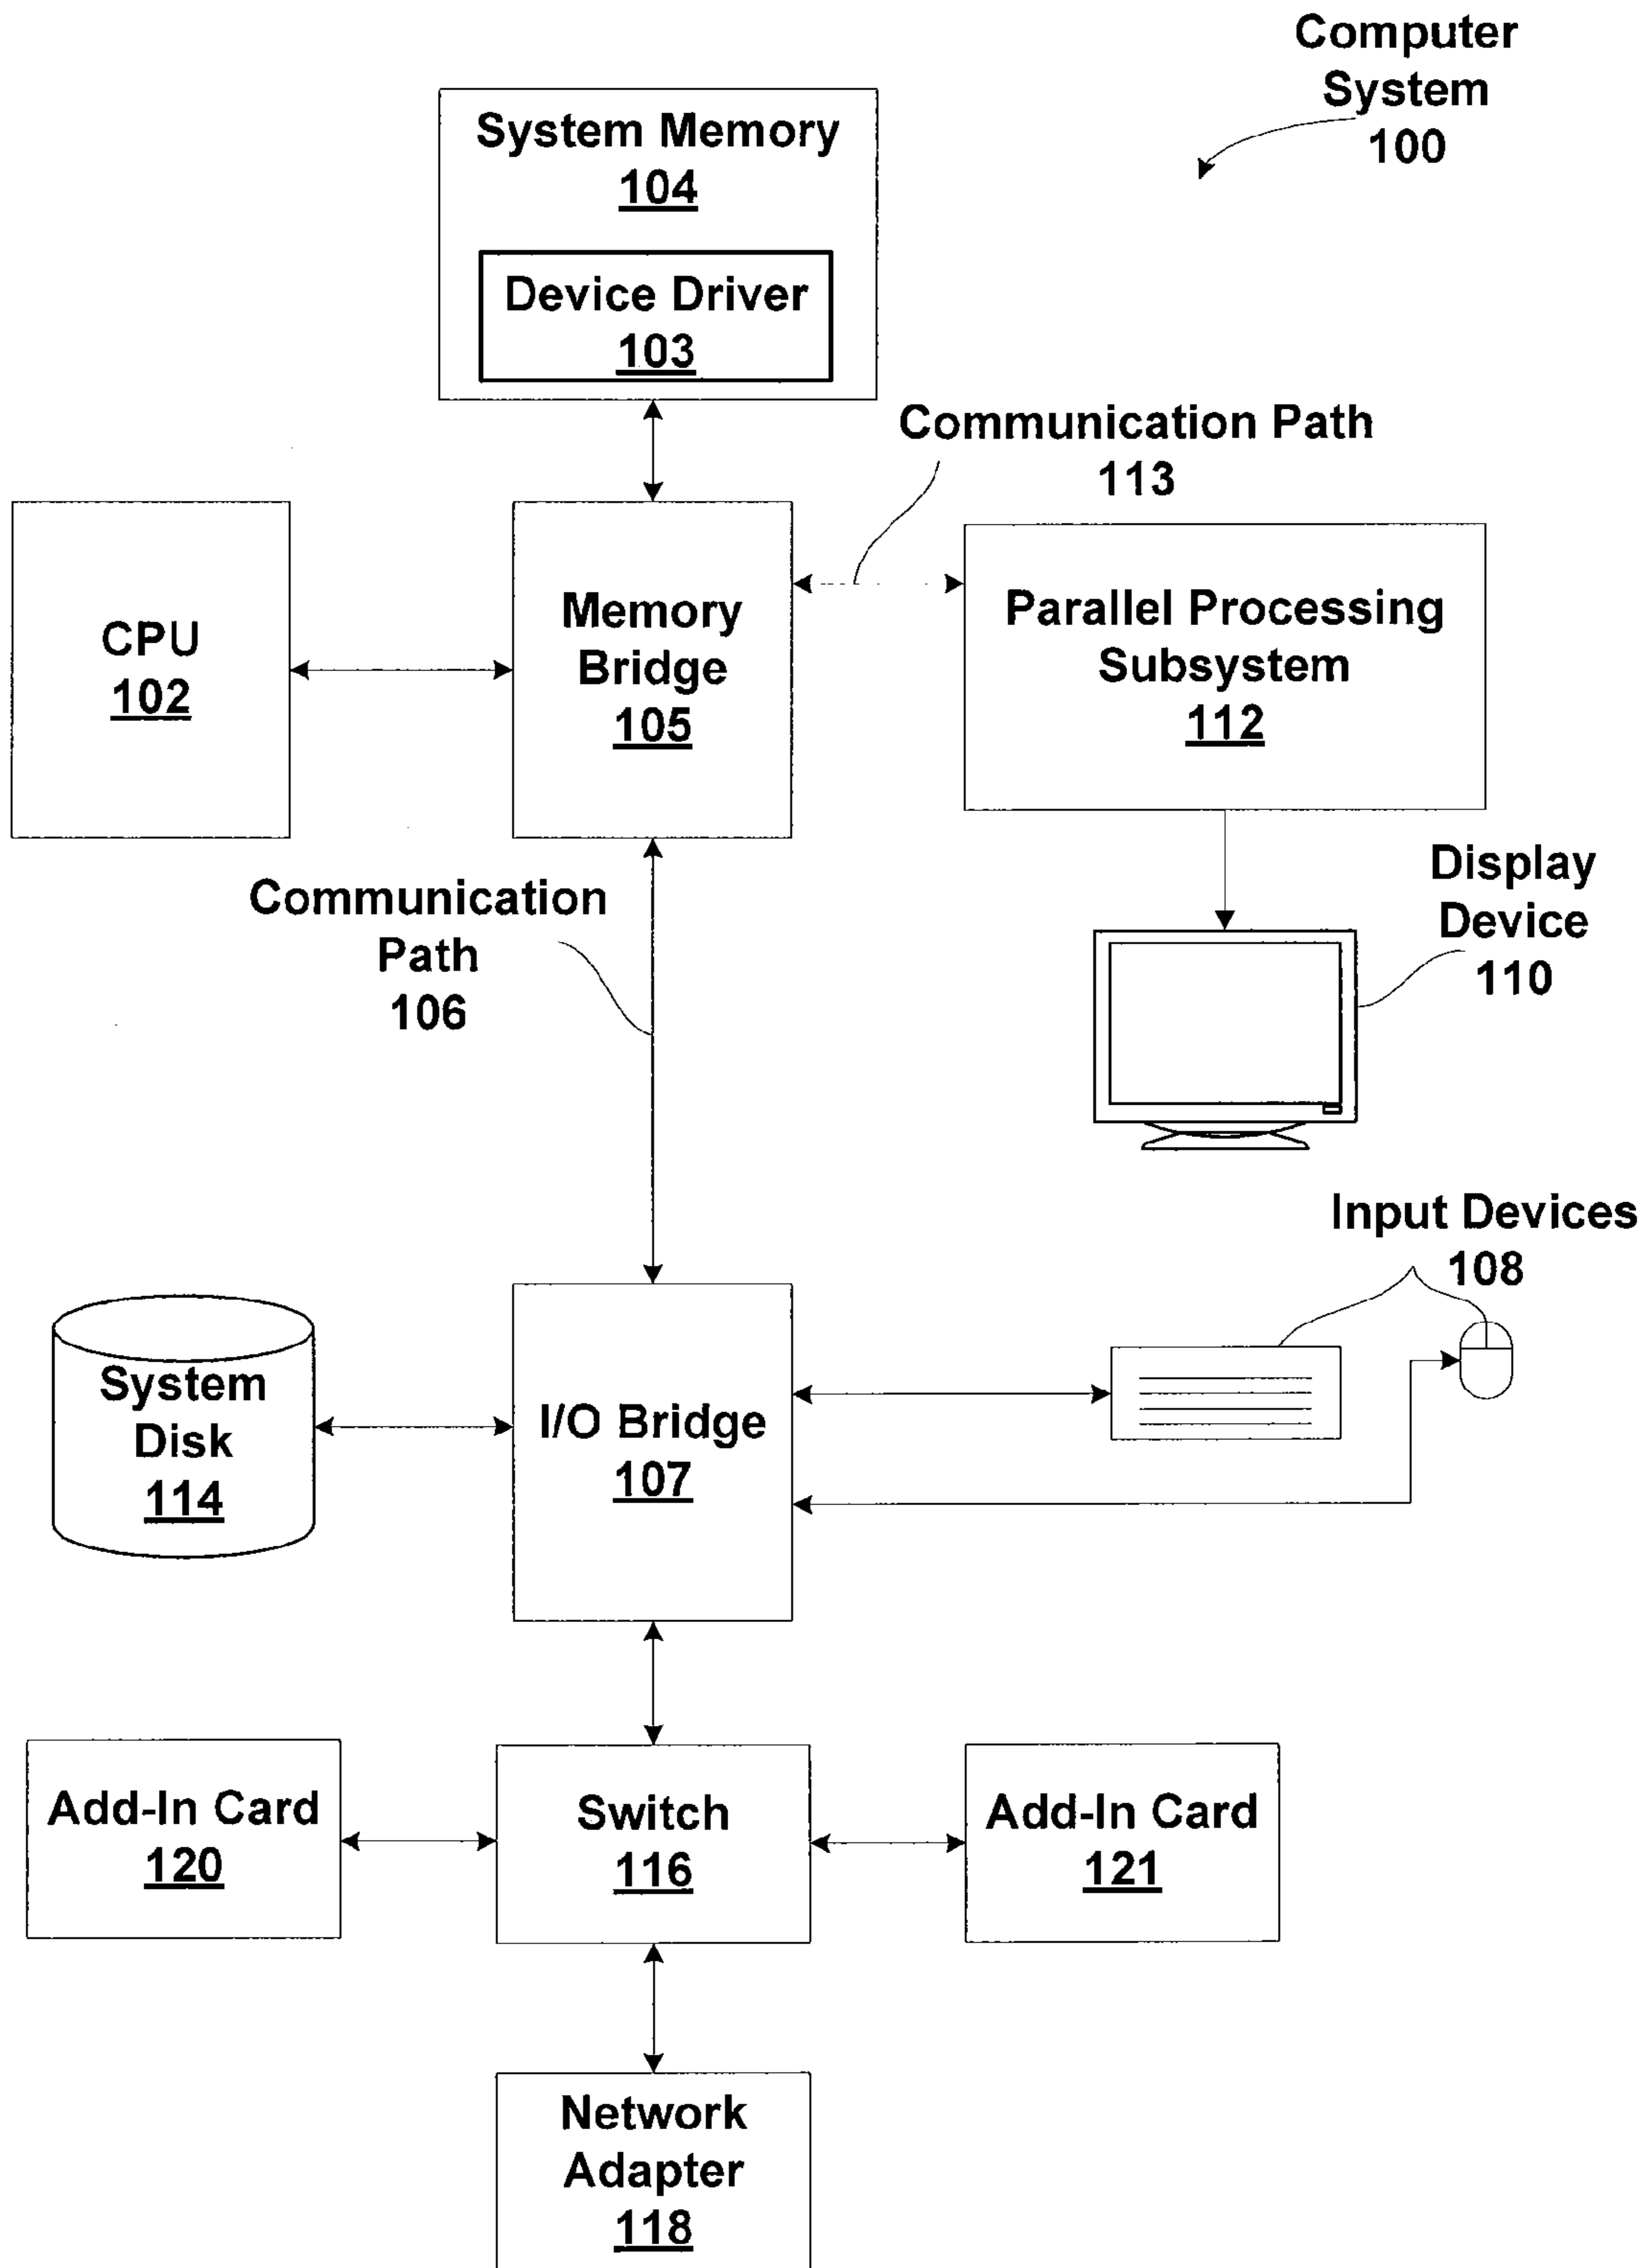 Computer
System
100
System Memory
104
Device Driver
103
Communication Path
113
CPU
102
Memory
Bridge
105
Parallel Processing
Subsystem
112
Communication
Path
106
Display
Device
110
Input Devices
108
System
Disk
114
I/O Bridge
107
Add-In Card
120
Switch
116
Add-In Card
121
Network
Adapter
118